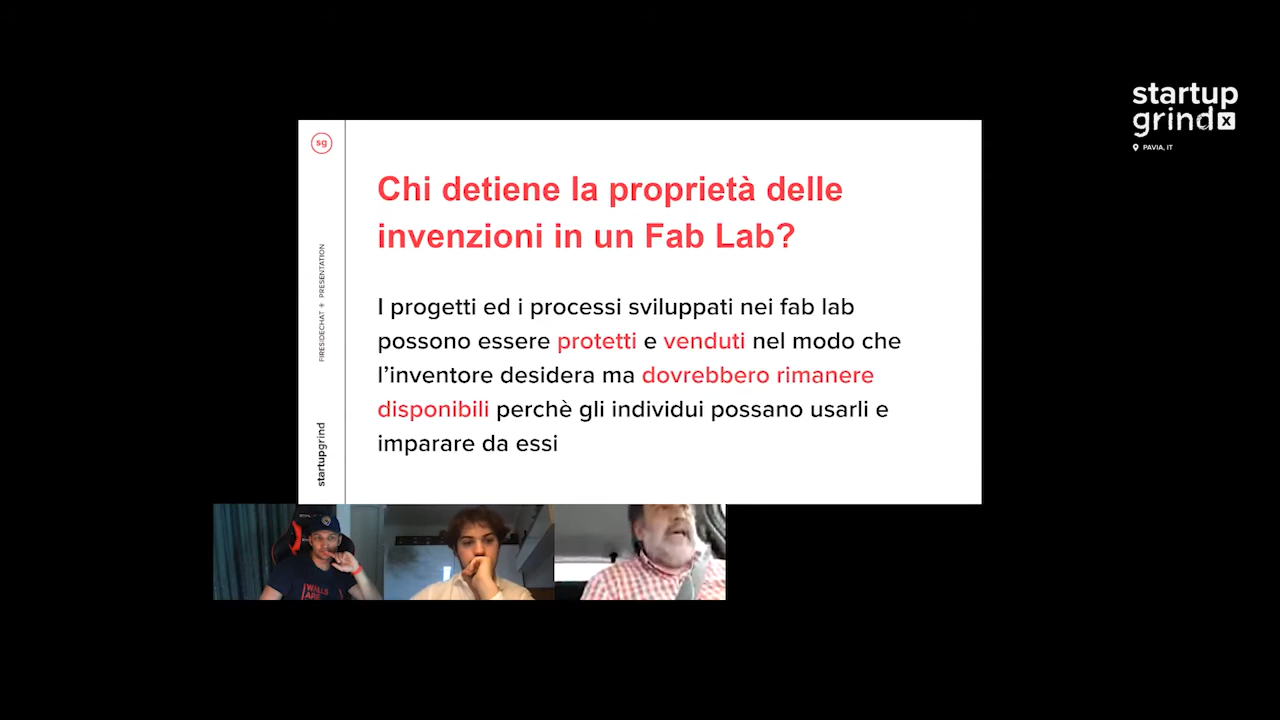 startup
grind x
PAVIA, IT
sg
Chi detiene la proprietà delle
invenzioni in un Fab Lab?
I progetti ed i processi sviluppati nei fab lab
possono essere protetti e venduti nel modo che
l’inventore desidera ma dovrebbero rimanere
disponibili perchè gli individui possano usarli e
imparare da essi
FIRESIDECHAT + PRESENTATION
startupgrind
WALLS
ARE